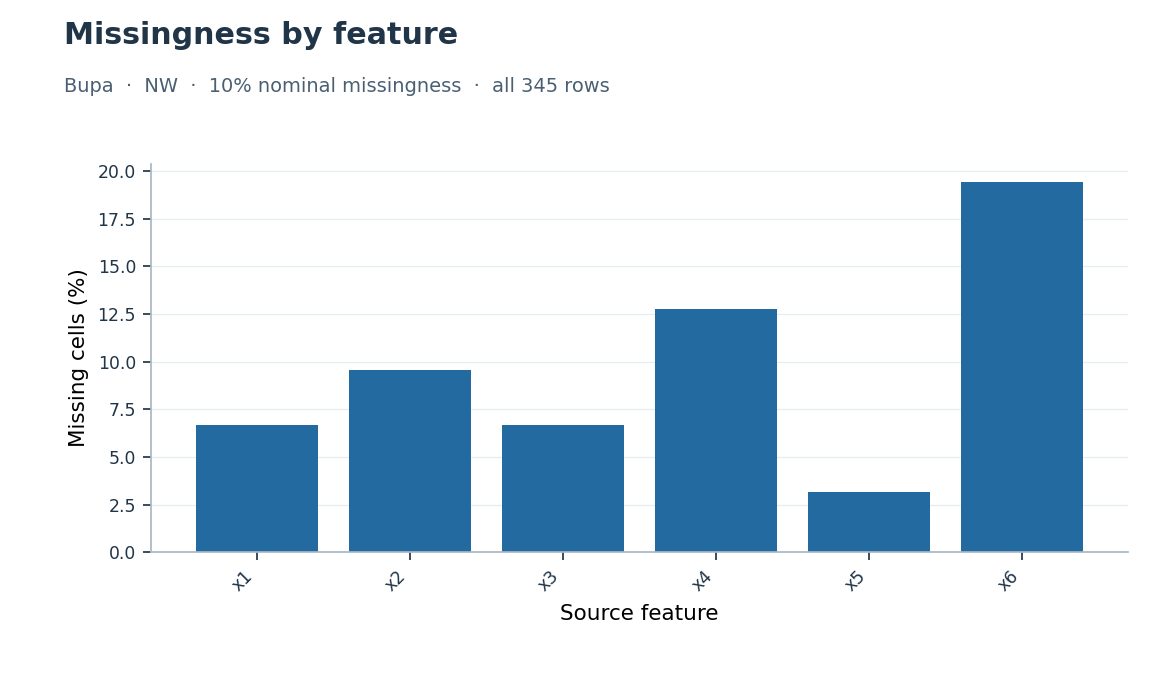 Missingness by feature
Bupa · NW · 10% nominal missingness · all 345 rows
20.0
17.5
15.0
12.5
10.0
7.5
5.0
2.5
0.0
Missing cells (%)
x1 x2 x3 x4 x5 x6
Source feature